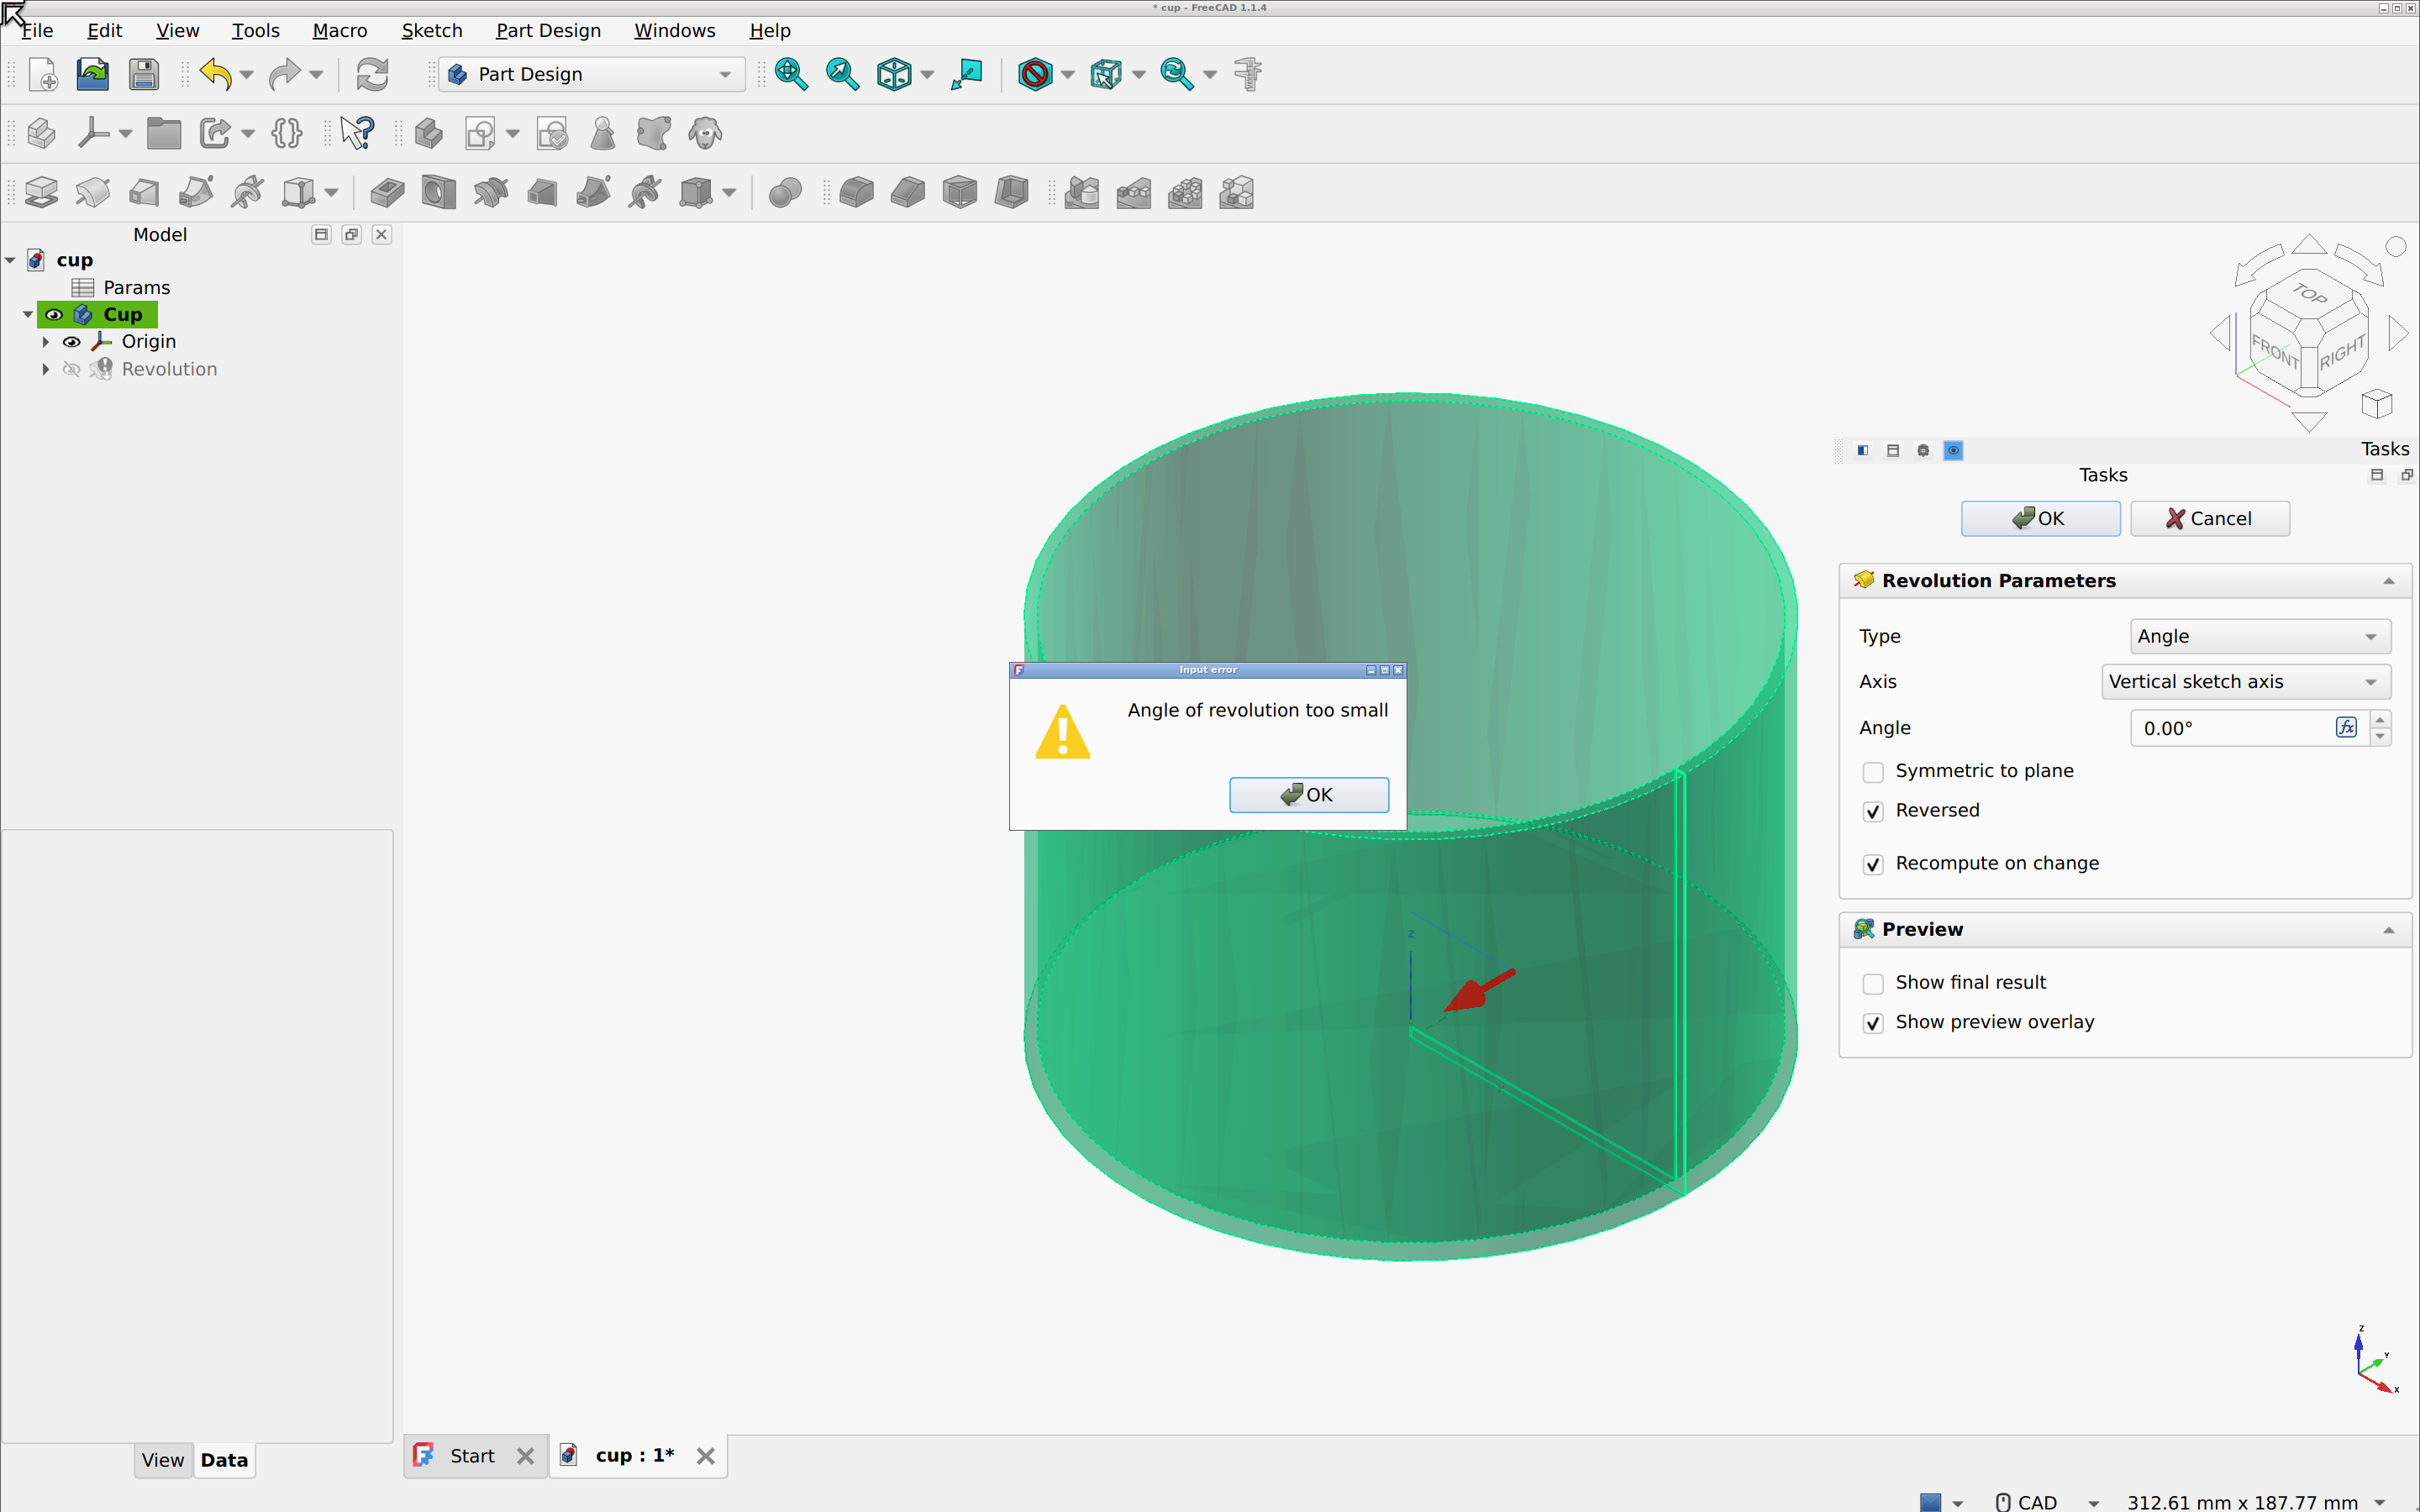 * cup - FreeCAD 1.1.4
File Edit View Tools Macro Sketch Part Design Windows Help
Part Design
Model
cup
Params
Cup
Origin
Revolution
TOP
FRONT
RIGHT
Tasks
Tasks
OK
Cancel
Revolution Parameters
Type
Angle
Axis
Vertical sketch axis
Angle
0.00°
Symmetric to plane
Reversed
Recompute on change
Preview
Show final result
Show preview overlay
Input error
Angle of revolution too small
OK
Z
Z
Y
X
View
Data
Start
cup : 1*
CAD
312.61 mm x 187.77 mm